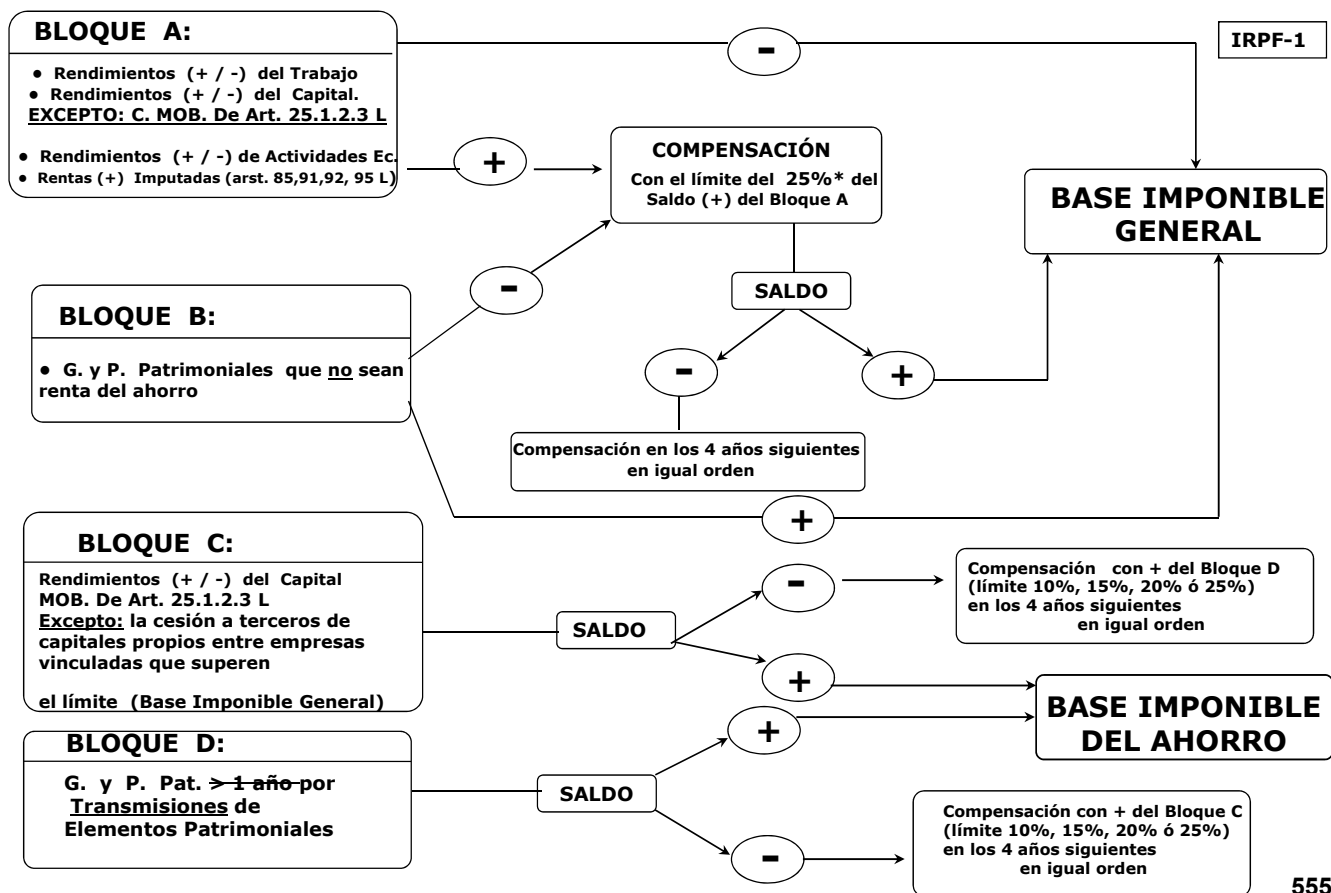 BLOQUE A:
● Rendimientos (+ / -) del Trabajo
● Rendimientos (+ / -) del Capital.
EXCEPTO: C. MOB. De Art. 25.1.2.3 L
● Rendimientos (+ / -) de Actividades Ec.
● Rentas (+) Imputadas (arst. 85,91,92, 95 L)
-
IRPF-1
+
COMPENSACIÓN
Con el límite del 25%* del
Saldo (+) del Bloque A
BASE IMPONIBLE
GENERAL
-
SALDO
BLOQUE B:
● G. y P. Patrimoniales que no sean
renta del ahorro
-
+
Compensación en los 4 años siguientes
en igual orden
+
BLOQUE C:
Rendimientos (+ / -) del Capital
MOB. De Art. 25.1.2.3 L
Excepto: la cesión a terceros de
capitales propios entre empresas
vinculadas que superen
el límite (Base Imponible General)
SALDO
-
Compensación con + del Bloque D
(límite 10%, 15%, 20% ó 25%)
en los 4 años siguientes
en igual orden
+
BASE IMPONIBLE
DEL AHORRO
BLOQUE D:
G. y P. Pat. > 1 año por
Transmisiones de
Elementos Patrimoniales
SALDO
+
-
Compensación con + del Bloque C
(límite 10%, 15%, 20% ó 25%)
en los 4 años siguientes
en igual orden
555